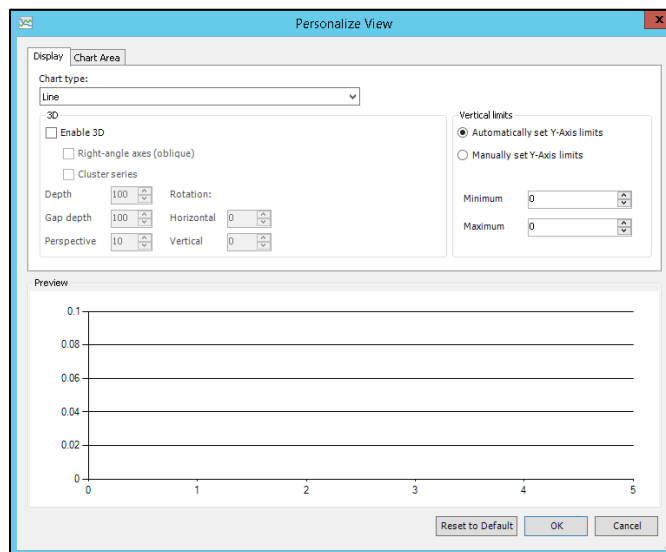 Personalize View
x
Display Chart Area
Chart type:
Line
3D
Enable 3D
Right-angle axes (oblique)
Cluster series
Depth 100 Rotation:
Gap depth 100 Horizontal 0
Perspective 10 Vertical 0
Vertical limits
Automatically set Y-Axis limits
Manually set Y-Axis limits
Minimum 0
Maximum 0
Preview
0.1
0.08
0.06
0.04
0.02
0
0 1 2 3 4 5
Reset to Default OK Cancel